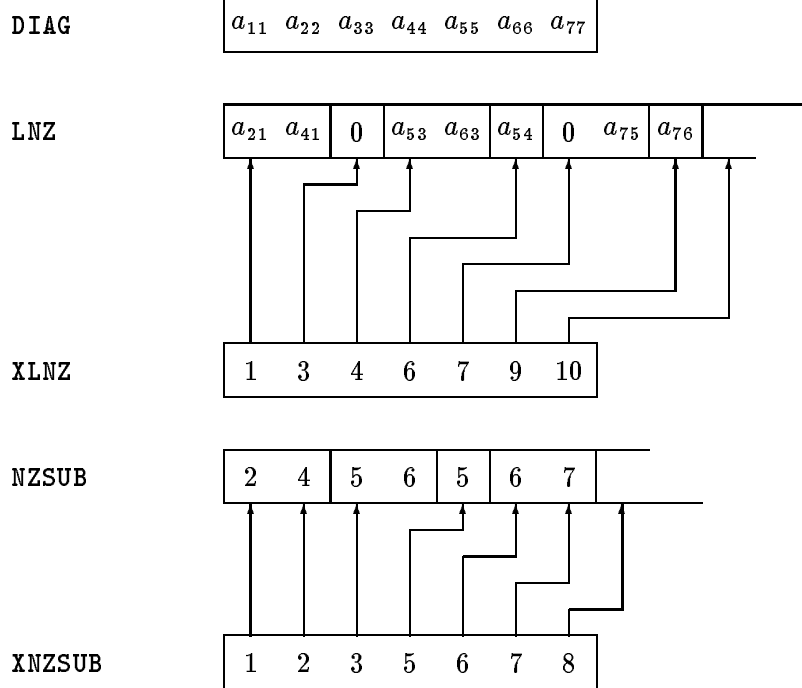 DIAG a₁₁ a₂₂ a₃₃ a₄₄ a₅₅ a₆₆ a₇₇
LNZ a₂₁ a₄₁ 0 a₅₃ a₆₃ a₅₄ 0 a₇₅ a₇₆
XLNZ 1 3 4 6 7 9 10
NZSUB 2 4 5 6 5 6 7
XNZSUB 1 2 3 5 6 7 8